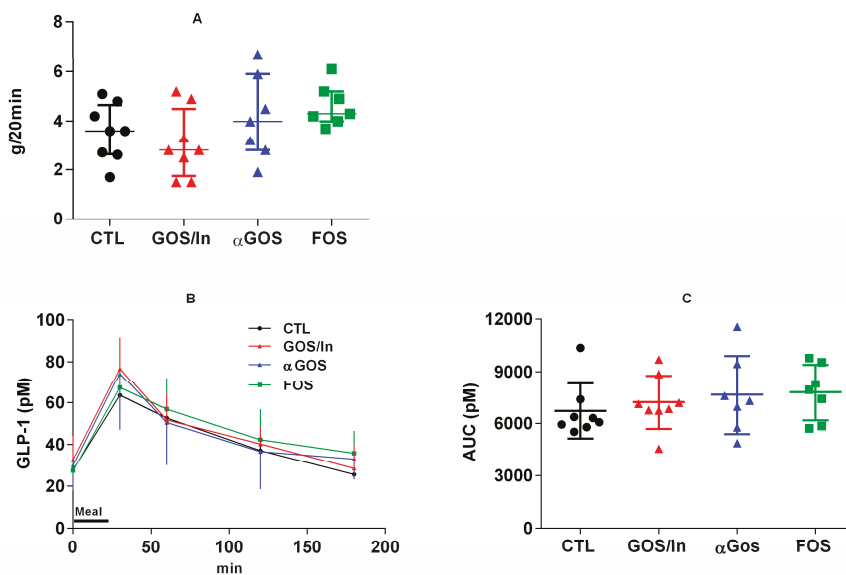 A
8
6
4
2
0
g/20min
CTL GOS/In αGOS FOS
B
100
80
60
40
20
0
GLP-1 (pM)
CTL
GOS/In
αGOS
FOS
Meal
0 50 100 150 200
min
C
12000
9000
6000
3000
0
AUC (pM)
CTL GOS/In αGos FOS